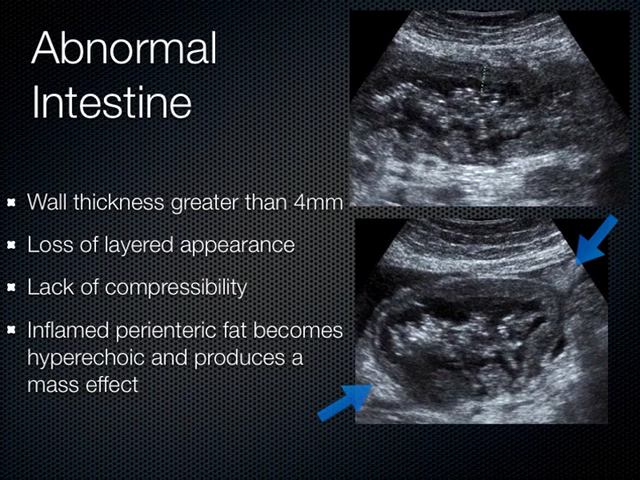 Abnormal
Intestine
Wall thickness greater than 4mm
Loss of layered appearance
Lack of compressibility
Inflamed perienteric fat becomes
hyperechoic and produces a
mass effect